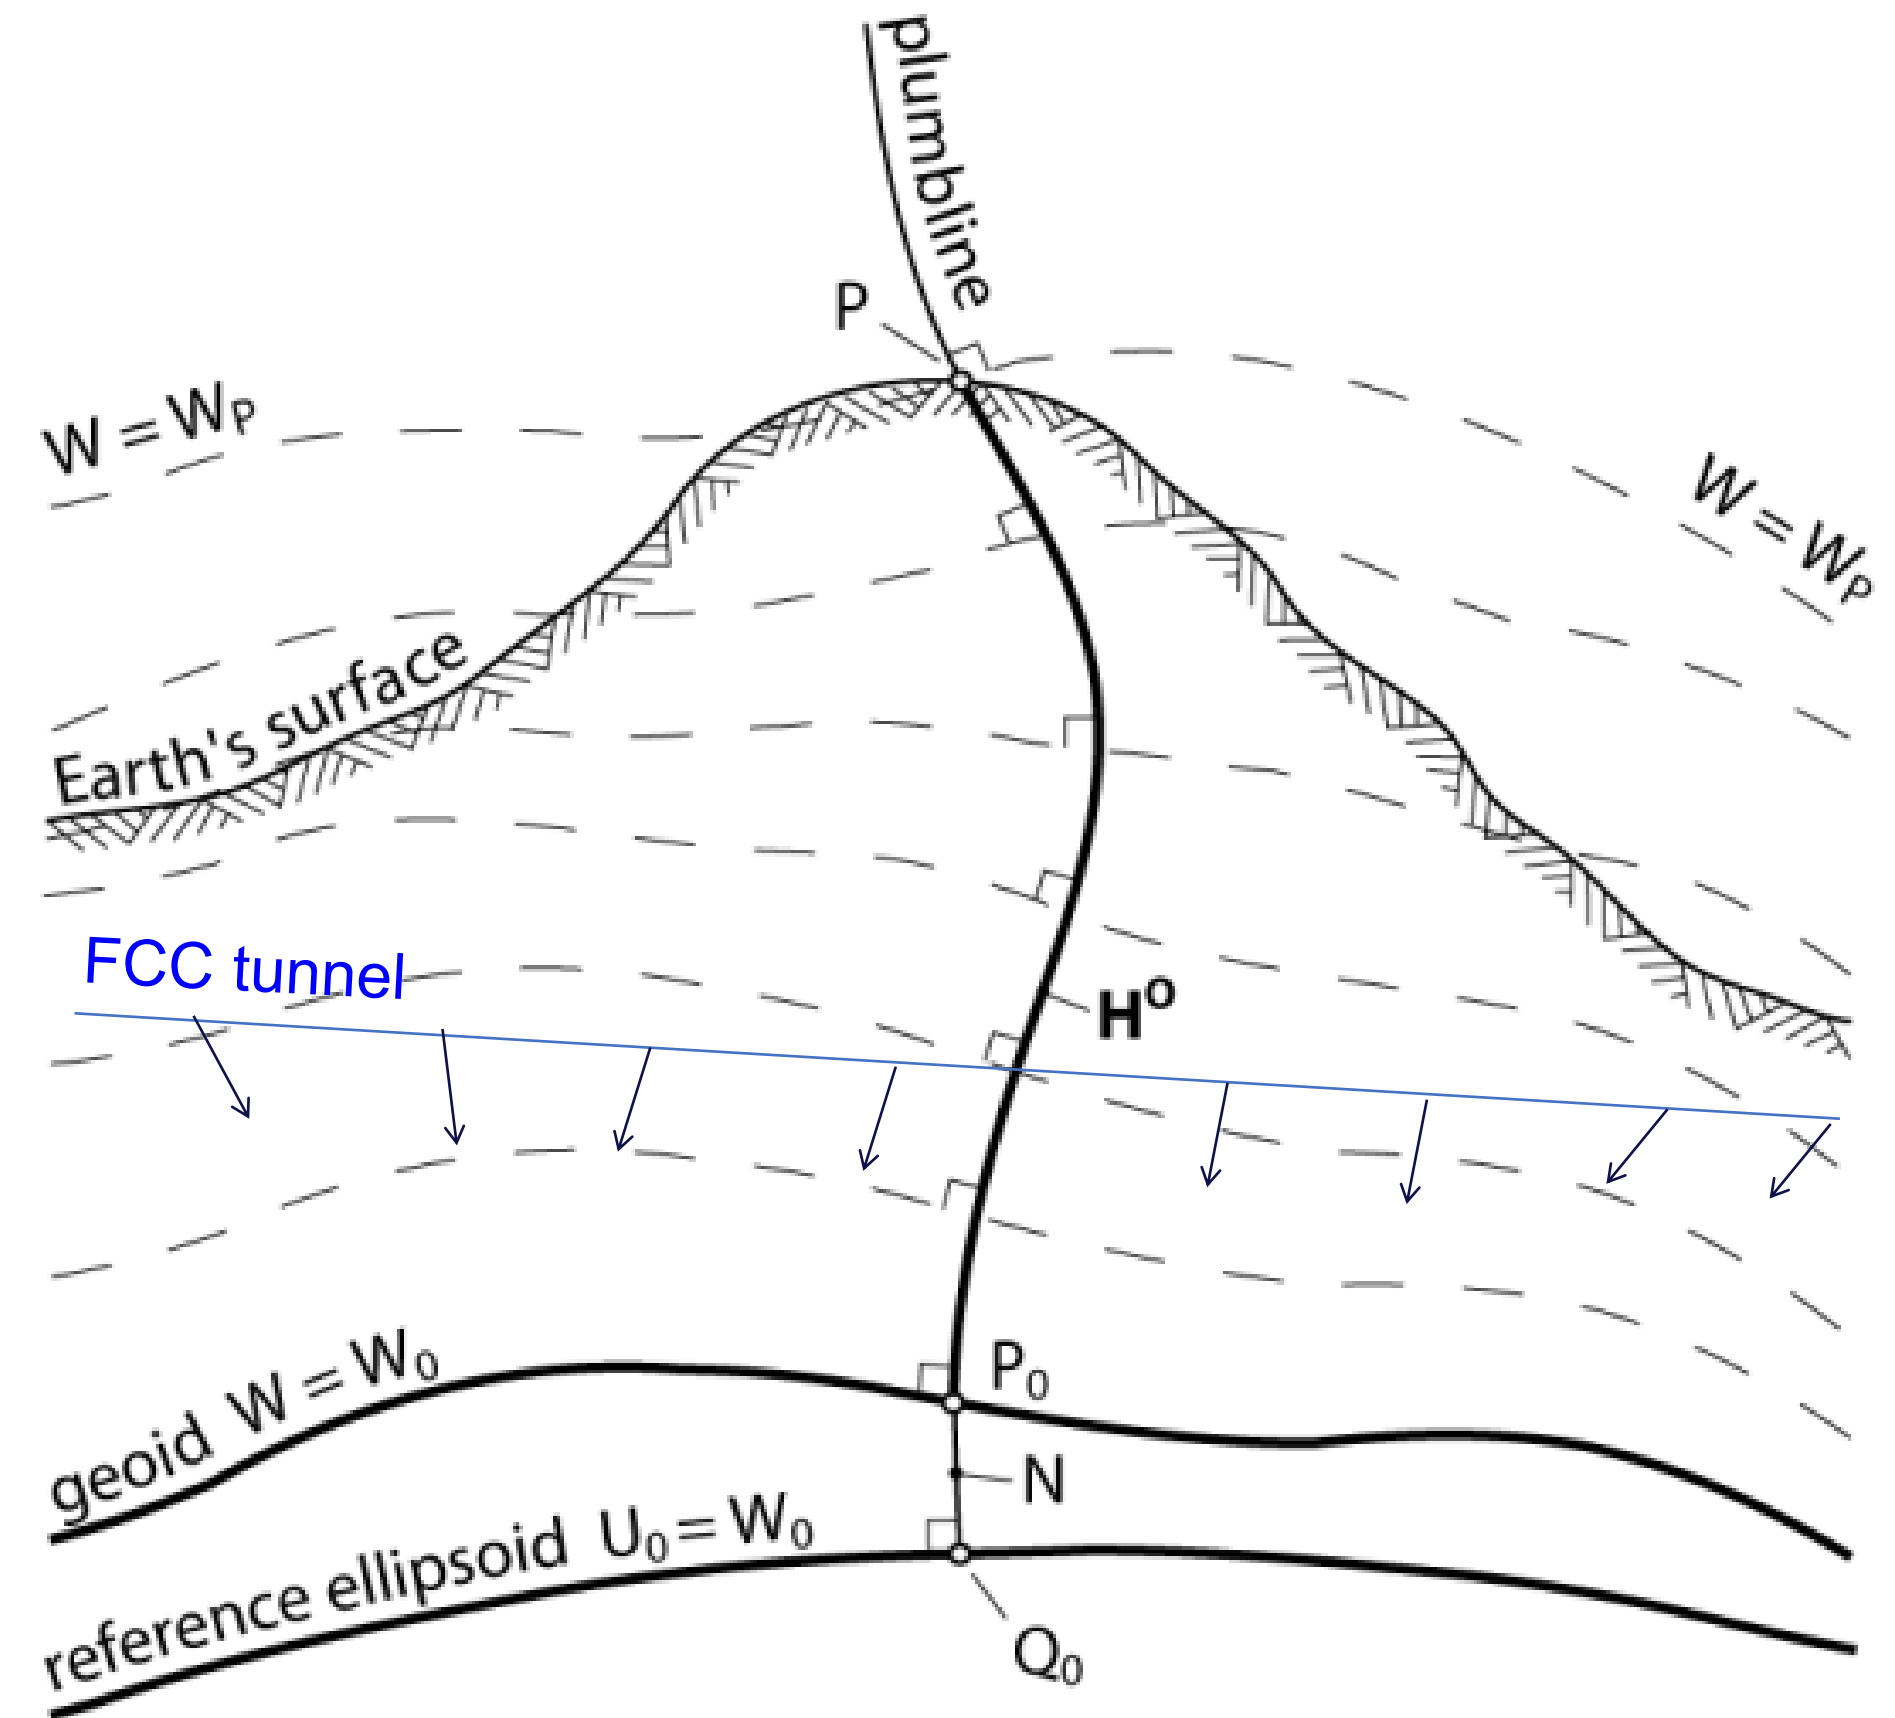 plumbline
P
W = WP
W = WP
Earth's surface
FCC tunnel
Hᴼ
P₀
geoid W = W₀
N
reference ellipsoid U₀ = W₀
Q₀